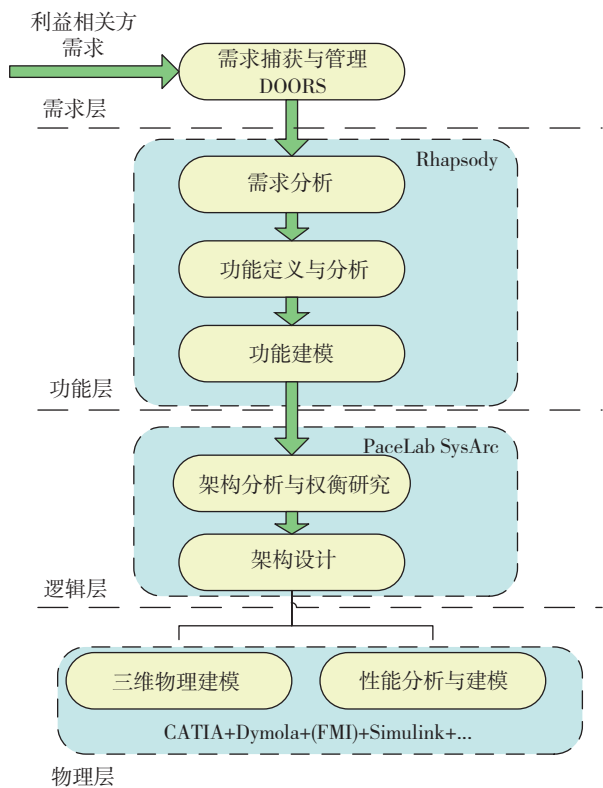 利益相关方
需求
需求捕获与管理
DOORS
需求层
Rhapsody
需求分析
功能定义与分析
功能建模
功能层
PaceLab SysArc
架构分析与权衡研究
架构设计
逻辑层
三维物理建模
性能分析与建模
CATIA+Dymola+(FMI)+Simulink+...
物理层